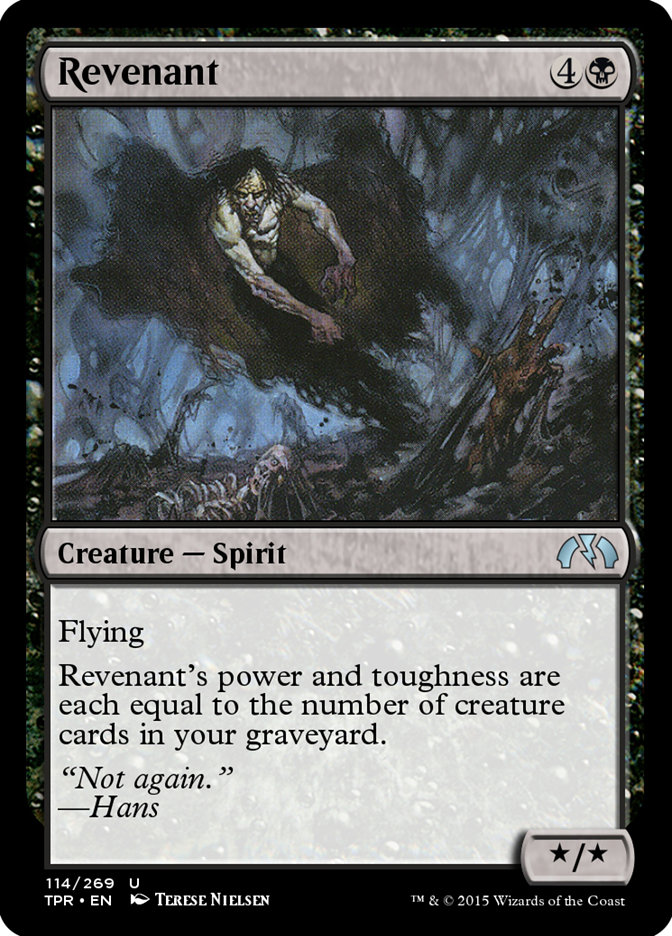 Revenant 4
Creature — Spirit
Flying
Revenant's power and toughness are
each equal to the number of creature
cards in your graveyard.
“Not again.”
—Hans
★/★
114/269 U
TPR • EN Terese Nielsen
™ & © 2015 Wizards of the Coast